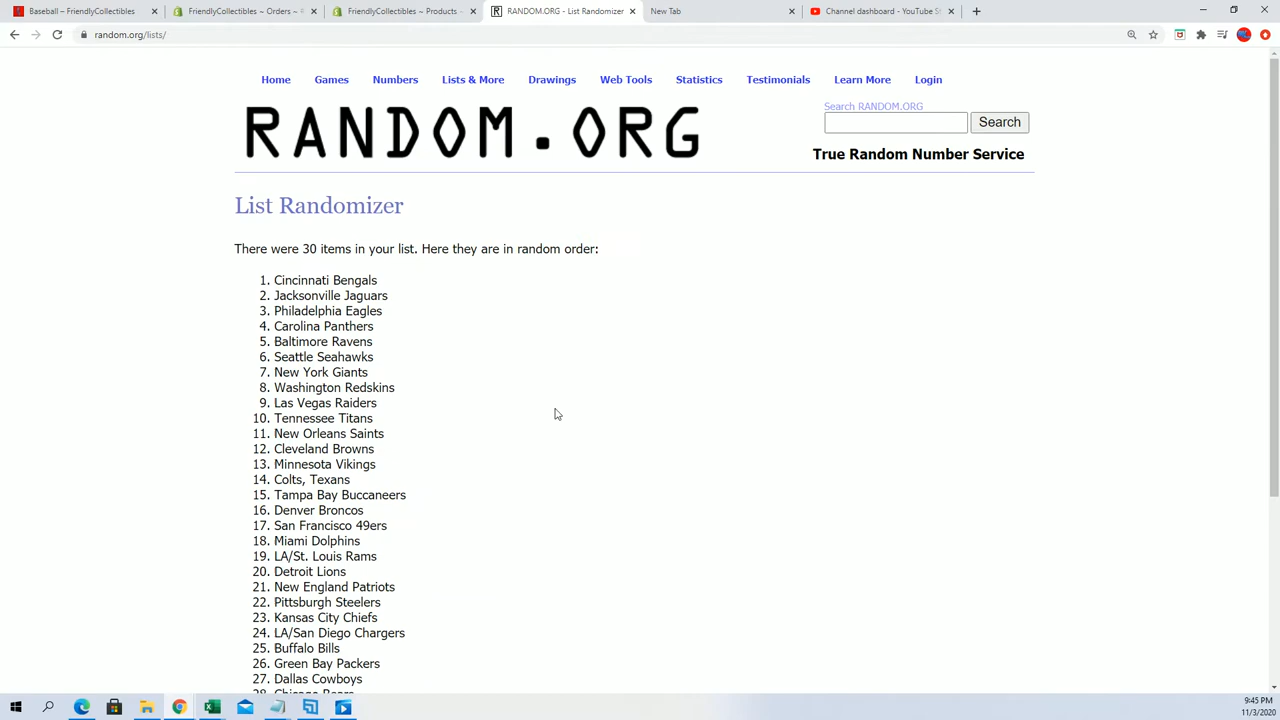 Baseball – FriendlyCollectibles
FriendlyCollectibles ~ Orders ~
FriendlyCollectibles ~ Products ~
RANDOM.ORG - List Randomizer
New Tab
Channel dashboard - YouTube St
random.org/lists/
Home Games Numbers Lists & More Drawings Web Tools Statistics Testimonials Learn More Login
RANDOM.ORG
Search RANDOM.ORG
Search
True Random Number Service
List Randomizer
There were 30 items in your list. Here they are in random order:
1. Cincinnati Bengals
2. Jacksonville Jaguars
3. Philadelphia Eagles
4. Carolina Panthers
5. Baltimore Ravens
6. Seattle Seahawks
7. New York Giants
8. Washington Redskins
9. Las Vegas Raiders
10. Tennessee Titans
11. New Orleans Saints
12. Cleveland Browns
13. Minnesota Vikings
14. Colts, Texans
15. Tampa Bay Buccaneers
16. Denver Broncos
17. San Francisco 49ers
18. Miami Dolphins
19. LA/St. Louis Rams
20. Detroit Lions
21. New England Patriots
22. Pittsburgh Steelers
23. Kansas City Chiefs
24. LA/San Diego Chargers
25. Buffalo Bills
26. Green Bay Packers
27. Dallas Cowboys
28. Chicago Bears
9:45 PM
11/3/2020